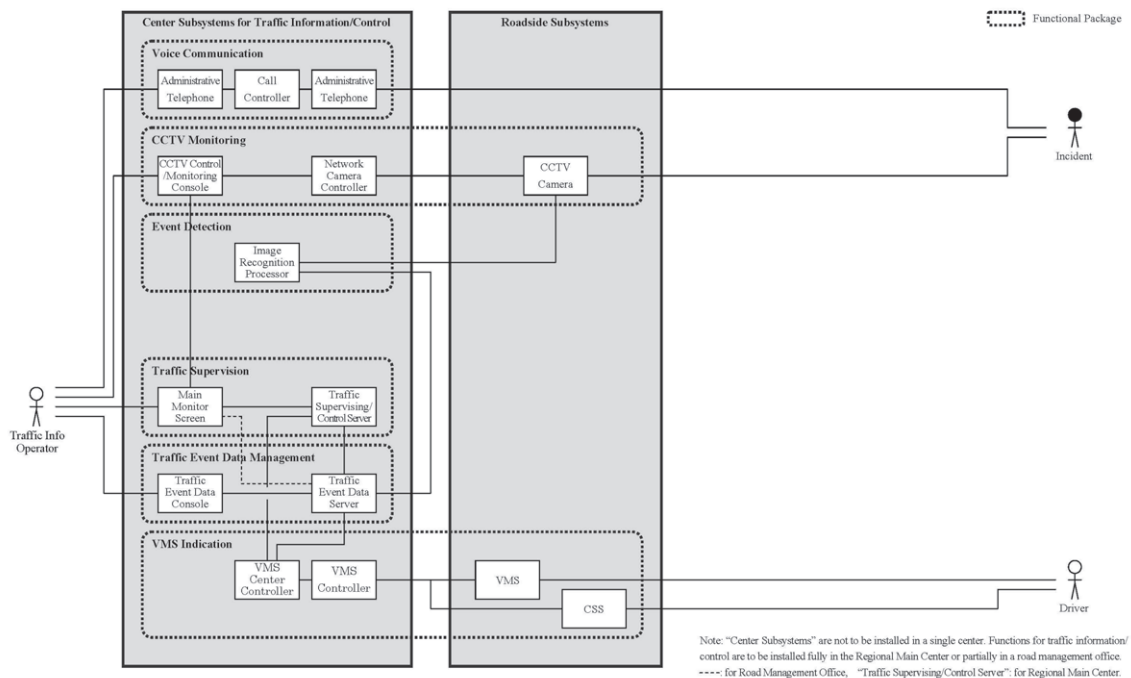 Center Subsystems for Traffic Information/Control
Roadside Subsystems
Functional Package
Voice Communication
Administrative
Telephone
Call
Controller
Administrative
Telephone
CCTV Monitoring
CCTV Control
/Monitoring
Console
Network
Camera
Controller
CCTV
Camera
Incident
Event Detection
Image
Recognition
Processor
Traffic Supervision
Main
Monitor
Screen
Traffic
Supervising/
Control Server
Traffic Info
Operator
Traffic Event Data Management
Traffic
Event Data
Console
Traffic
Event Data
Server
VMS Indication
VMS
Center
Controller
VMS
Controller
VMS
CSS
Driver
Note: “Center Subsystems” are not to be installed in a single center. Functions for traffic information/
control are to be installed fully in the Regional Main Center or partially in a road management office.
----: for Road Management Office, “Traffic Supervising/Control Server”: for Regional Main Center.